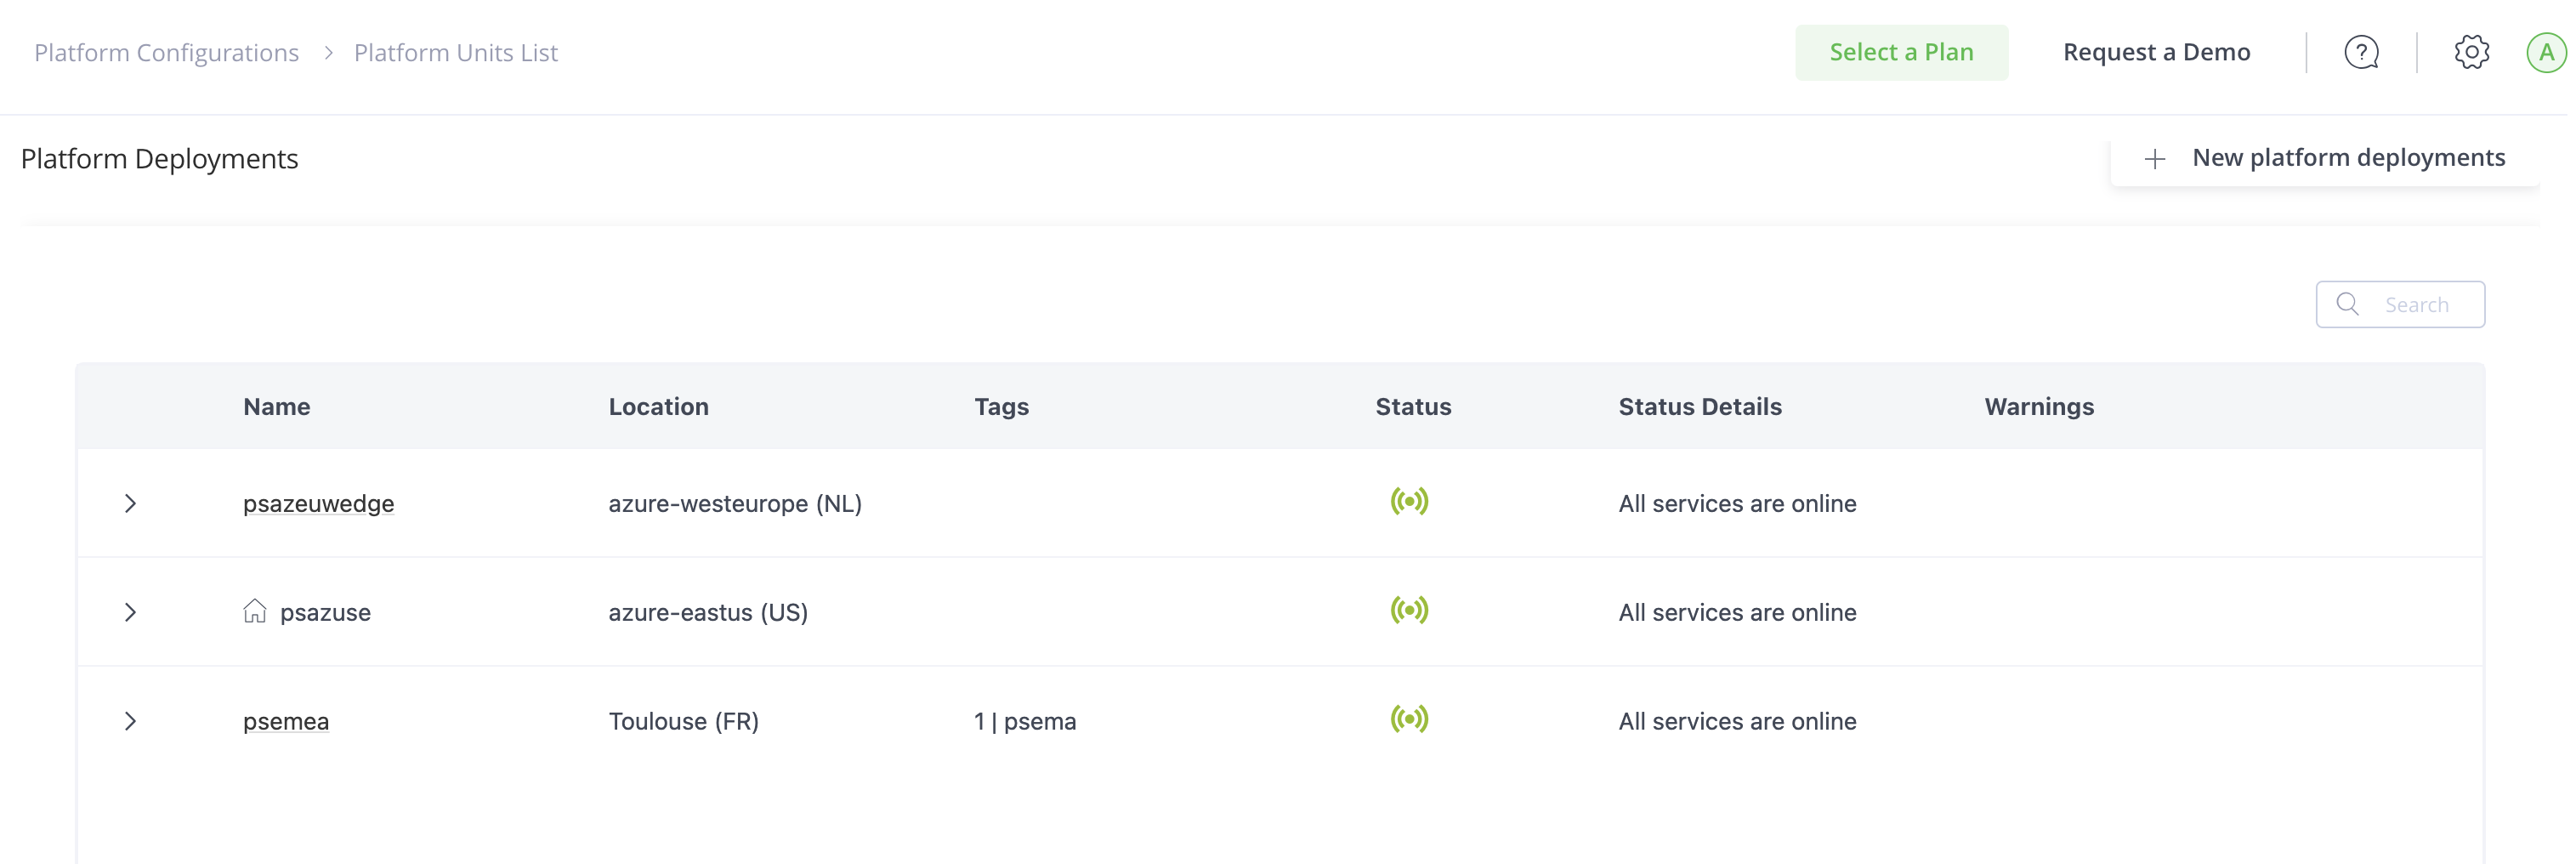 Platform Configurations > Platform Units List
Select a Plan
Request a Demo
?
A
Platform Deployments
+ New platform deployments
Search
Name Location Tags Status Status Details Warnings
psazeuwedge azure-westeurope (NL) All services are online
psazuse azure-eastus (US) All services are online
psemea Toulouse (FR) 1 | psema All services are online